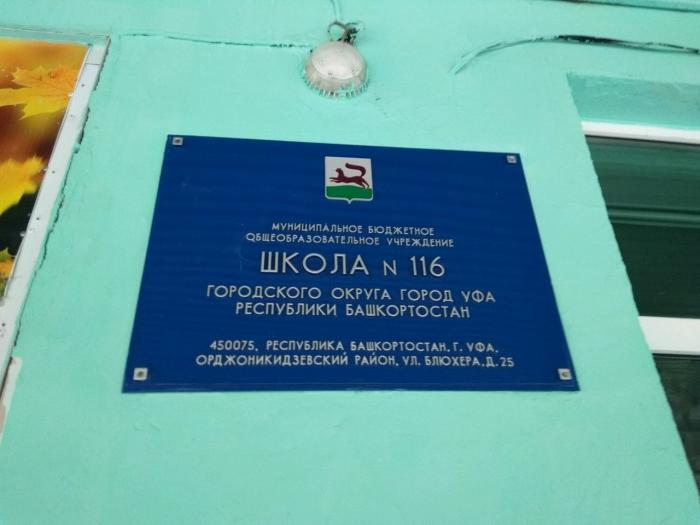 МУНИЦИПАЛЬНОЕ БЮДЖЕТНОЕ
ОБЩЕОБРАЗОВАТЕЛЬНОЕ УЧРЕЖДЕНИЕ
ШКОЛА N 116
ГОРОДСКОГО ОКРУГА ГОРОД УФА
РЕСПУБЛИКИ БАШКОРТОСТАН
450075, РЕСПУБЛИКА БАШКОРТОСТАН, Г. УФА,
ОРДЖОНИКИДЗЕВСКИЙ РАЙОН, УЛ. БЛЮХЕРА, Д. 25